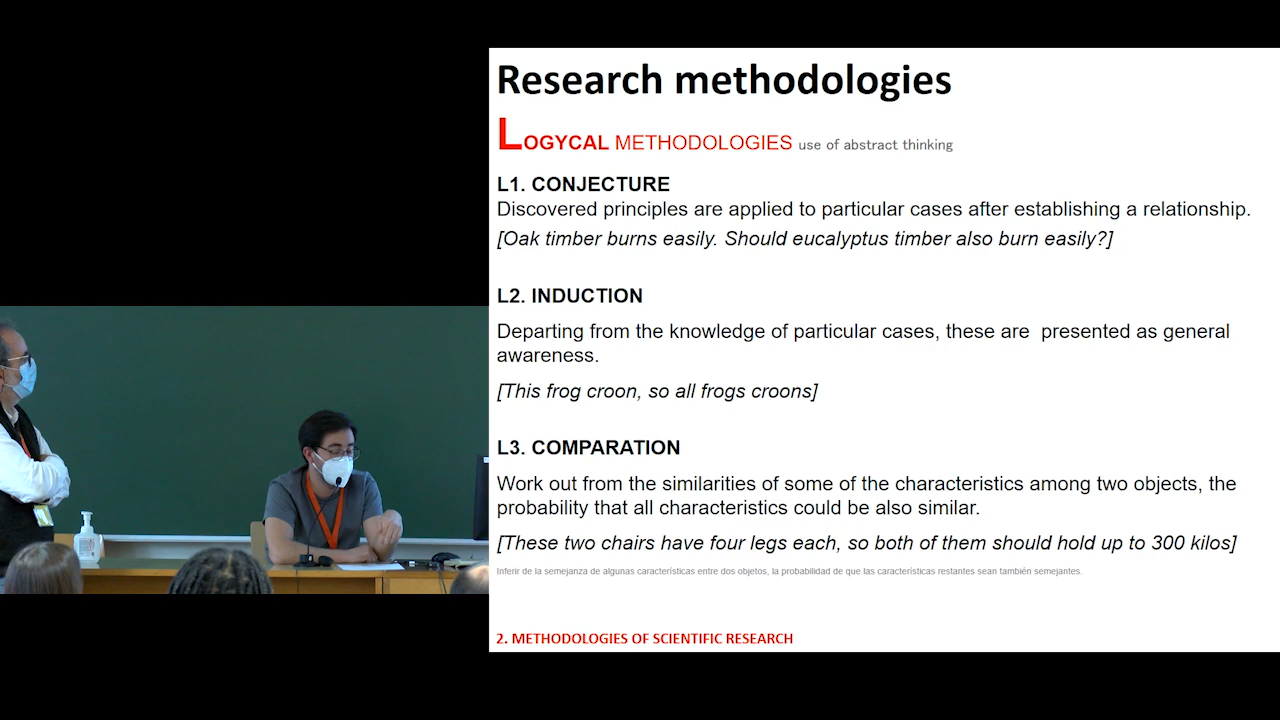 Research methodologies
LOGYCAL METHODOLOGIES use of abstract thinking
L1. CONJECTURE
Discovered principles are applied to particular cases after establishing a relationship.
[Oak timber burns easily. Should eucalyptus timber also burn easily?]
L2. INDUCTION
Departing from the knowledge of particular cases, these are presented as general
awareness.
[This frog croon, so all frogs croons]
L3. COMPARATION
Work out from the similarities of some of the characteristics among two objects, the
probability that all characteristics could be also similar.
[These two chairs have four legs each, so both of them should hold up to 300 kilos]
Inferir de la semejanza de algunas características entre dos objetos, la probabilidad de que las características restantes sean también semejantes.
2. METHODOLOGIES OF SCIENTIFIC RESEARCH